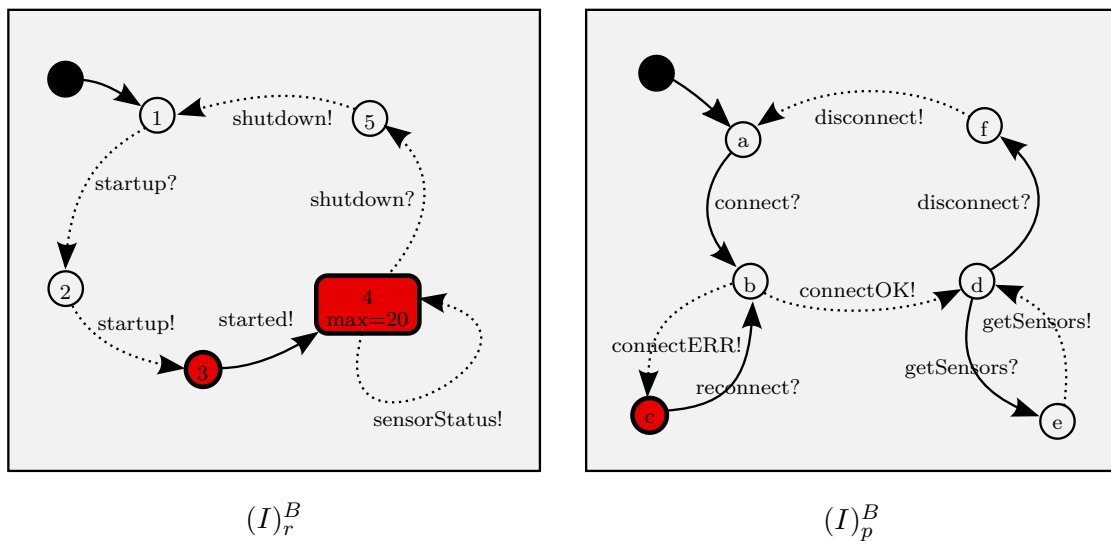 1
shutdown!
5
startup?
shutdown?
2
startup!
started!
4
max=20
3
sensorStatus!
(I)_r^B
a
disconnect!
f
connect?
disconnect?
b
connectOK!
d
connectERR!
getSensors!
reconnect?
getSensors?
c
e
(I)_p^B